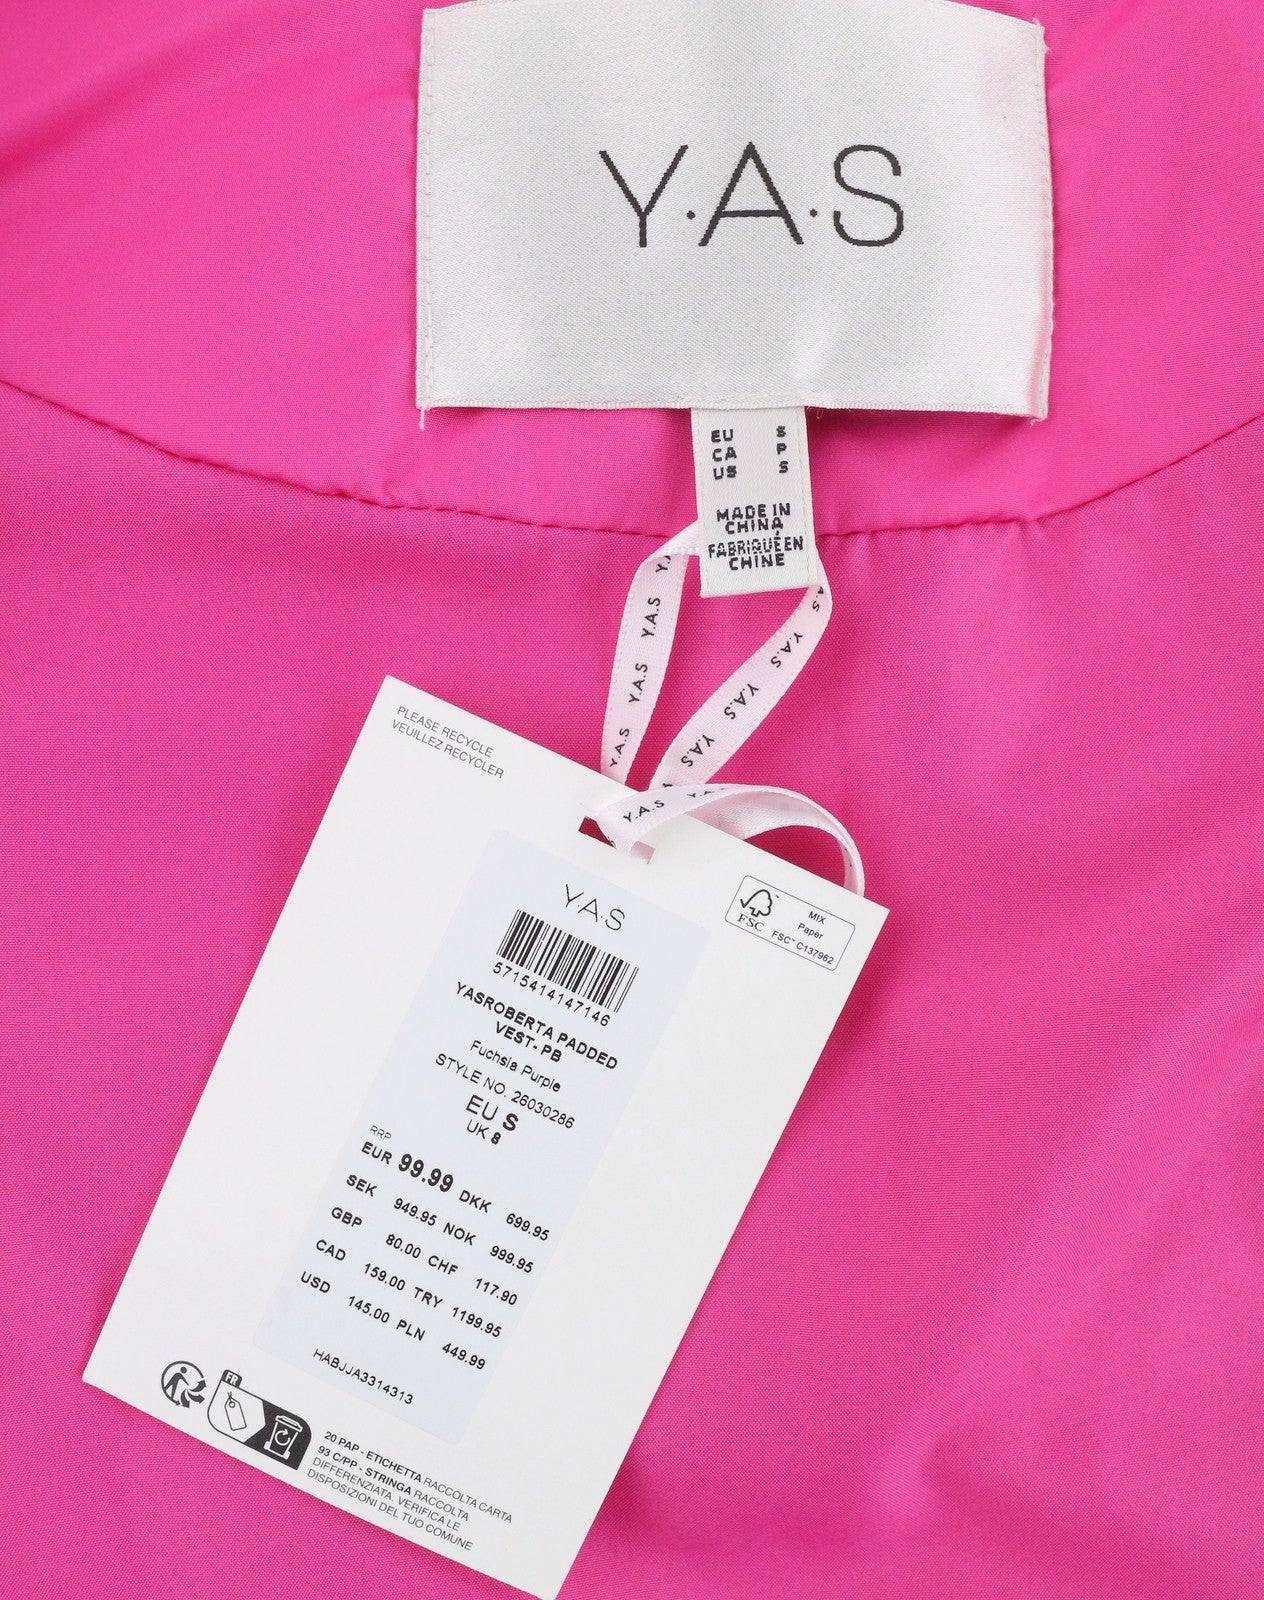 Y.A.S
EU S
CA P
US S
MADE IN
CHINA
FABRIQUÉ EN
CHINE
Y.A.S
Y.A.S
Y.A.S
Y.A.S
Y.A.S
Y.A.S
Y.A.S
Y.A.S
PLEASE RECYCLE
VEUILLEZ RECYCLER
FSC
MIX
Paper
FSC™ C137962
Y.A.S
5715414147146
YASROBERTA PADDED
VEST- PB
Fuchsia Purple
STYLE NO. 26030286
EU S
UK 8
RRP
EUR 99.99 DKK 699.95
SEK 949.95 NOK 999.95
GBP 80.00 CHF 117.90
CAD 159.00 TRY 1199.95
USD 145.00 PLN 449.99
HABJJA3314313
FR
20 PAP - ETICHETTA RACCOLTA CARTA
93 C/PP - STRINGA RACCOLTA
DIFFERENZIATA. VERIFICA LE
DISPOSIZIONI DEL TUO COMUNE